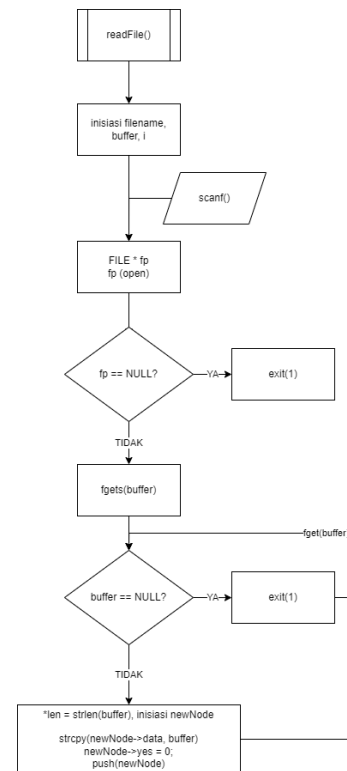 readFile()
inisiasi filename,
buffer, i
scanf()
FILE * fp
fp (open)
fp == NULL?
YA
exit(1)
TIDAK
fgets(buffer)
fget(buffer
buffer == NULL?
YA
exit(1)
TIDAK
*len = strlen(buffer), inisiasi newNode
strcpy(newNode->data, buffer)
newNode->yes = 0;
push(newNode)